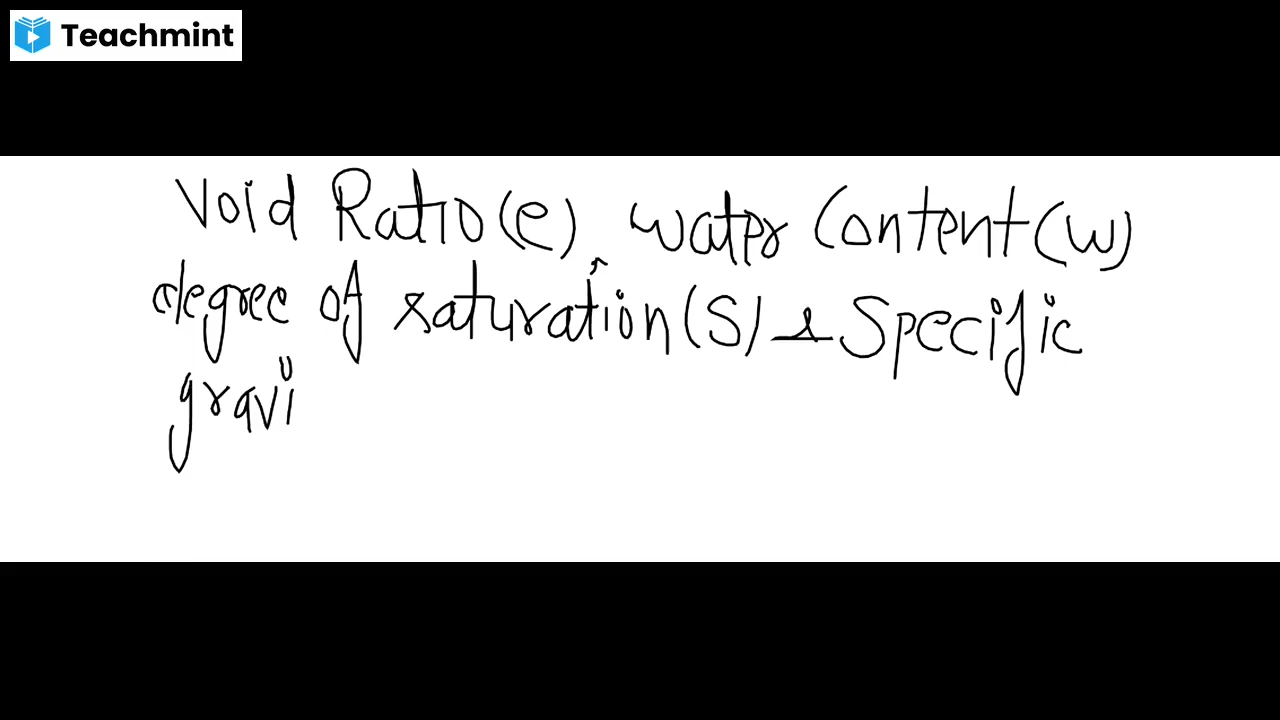 Teachmint
Void Ratio(e), water Content(w)
degree of saturation(S) & Specific
gravi